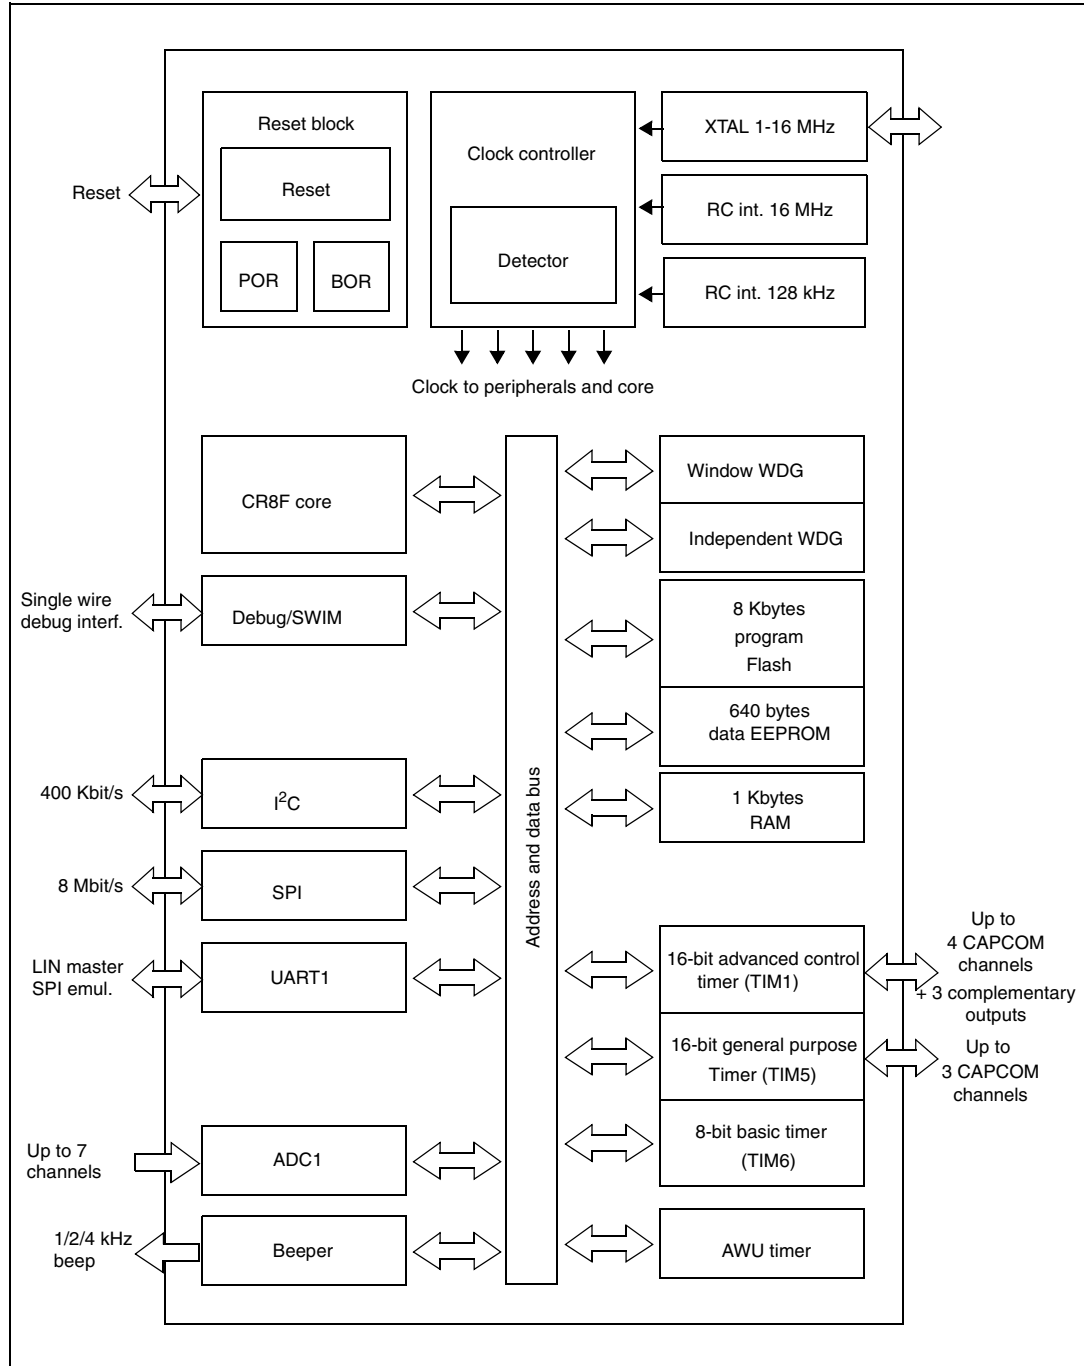 Reset block
Reset
POR
BOR
Reset
Clock controller
Detector
XTAL 1-16 MHz
RC int. 16 MHz
RC int. 128 kHz
Clock to peripherals and core
CR8F core
Single wire
debug interf.
Debug/SWIM
400 Kbit/s
I²C
8 Mbit/s
SPI
LIN master
SPI emul.
UART1
Up to 7
channels
ADC1
1/2/4 kHz
beep
Beeper
Address and data bus
Window WDG
Independent WDG
8 Kbytes
program
Flash
640 bytes
data EEPROM
1 Kbytes
RAM
16-bit advanced control
timer (TIM1)
Up to
4 CAPCOM
channels
+ 3 complementary
outputs
16-bit general purpose
Timer (TIM5)
Up to
3 CAPCOM
channels
8-bit basic timer
(TIM6)
AWU timer